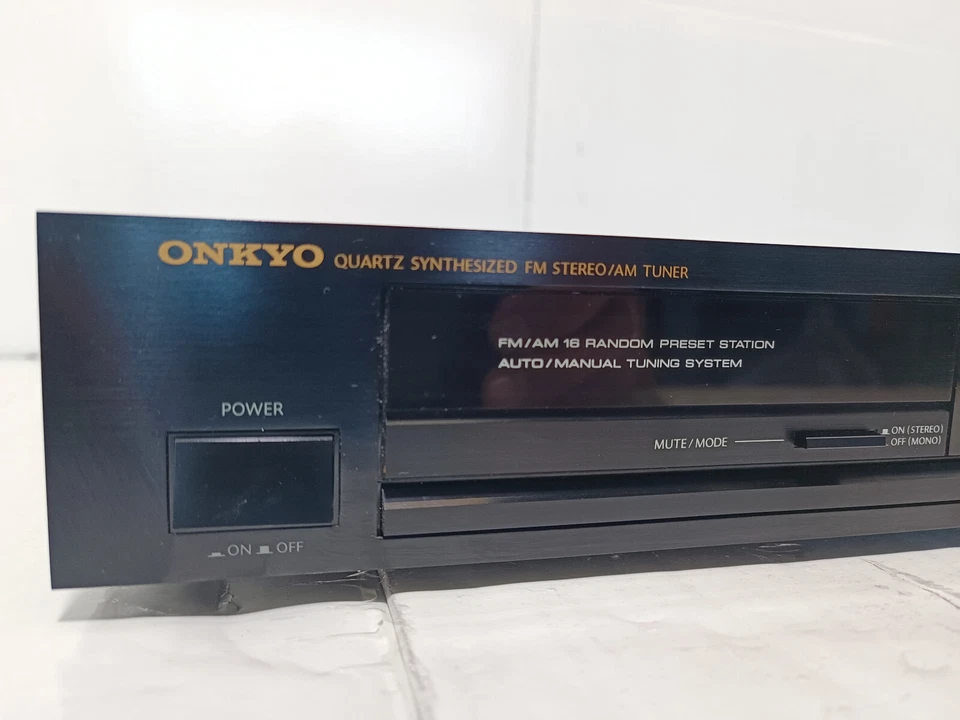 ONKYO QUARTZ SYNTHESIZED FM STEREO/AM TUNER
FM/AM 16 RANDOM PRESET STATION
AUTO/MANUAL TUNING SYSTEM
POWER
MUTE/MODE
ON (STEREO)
OFF (MONO)
ON OFF